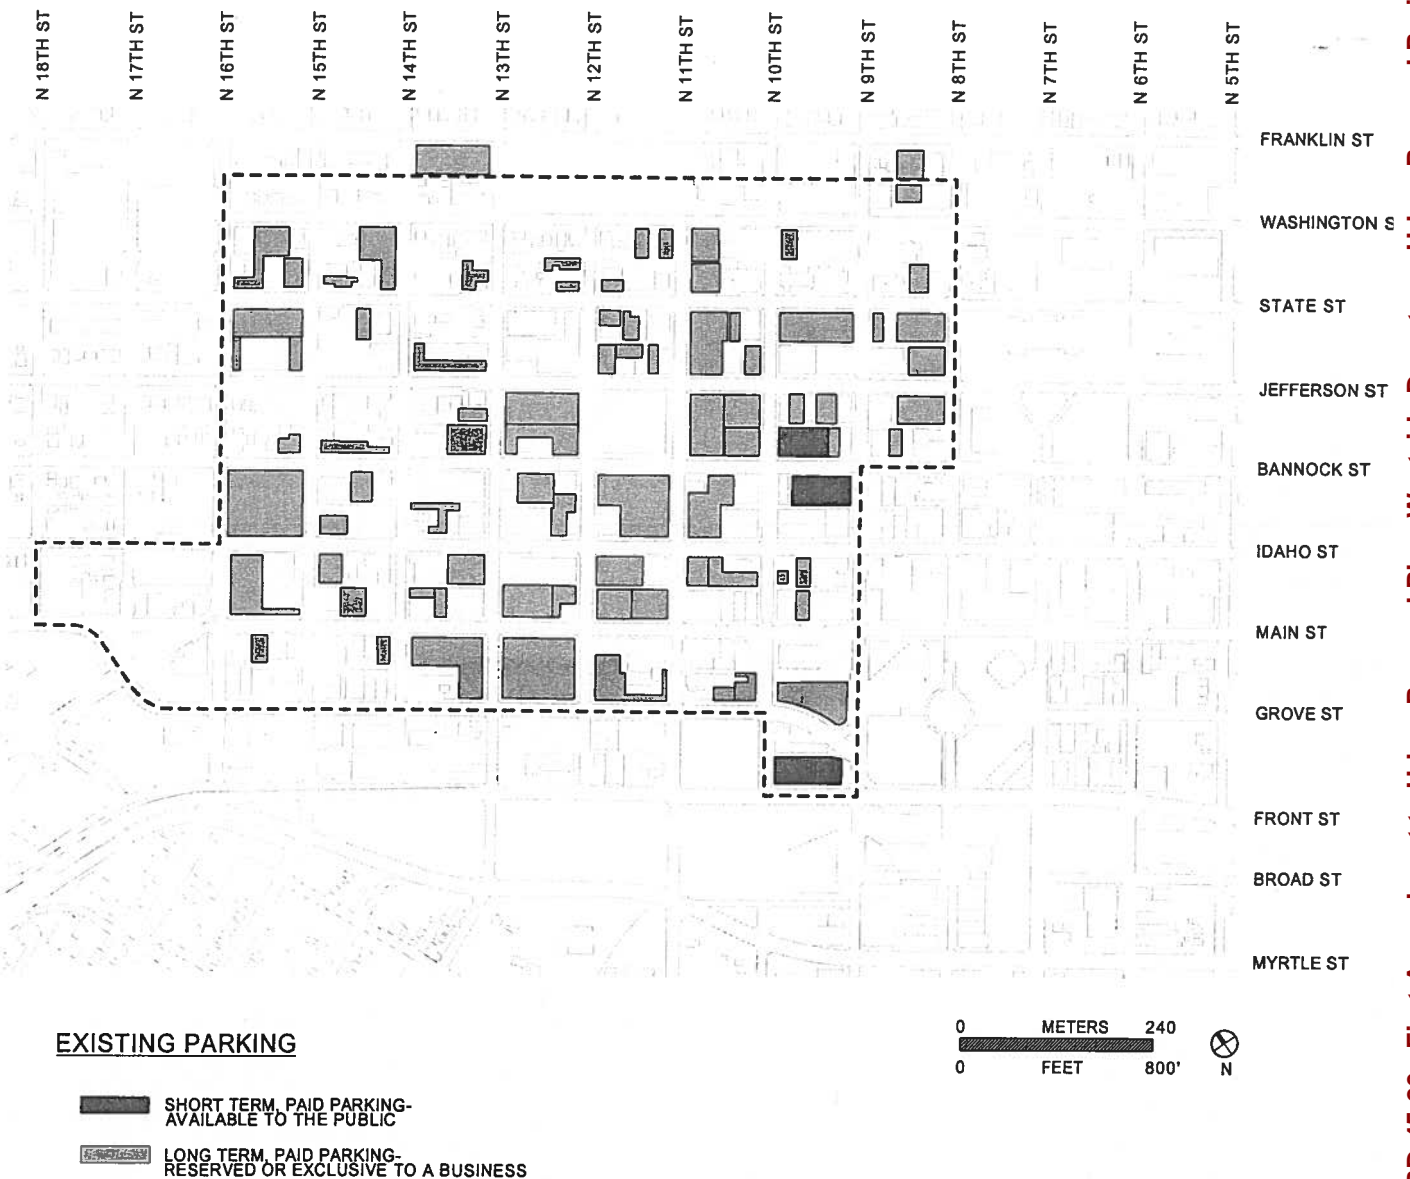 N 18TH ST
N 17TH ST
N 16TH ST
N 15TH ST
N 14TH ST
N 13TH ST
N 12TH ST
N 11TH ST
N 10TH ST
N 9TH ST
N 8TH ST
N 7TH ST
N 6TH ST
N 5TH ST
FRANKLIN ST
WASHINGTON S
STATE ST
JEFFERSON ST
BANNOCK ST
IDAHO ST
MAIN ST
GROVE ST
FRONT ST
BROAD ST
MYRTLE ST
EXISTING PARKING
SHORT TERM, PAID PARKING-
AVAILABLE TO THE PUBLIC
LONG TERM, PAID PARKING-
RESERVED OR EXCLUSIVE TO A BUSINESS
0 METERS 240
0 FEET 800'
N